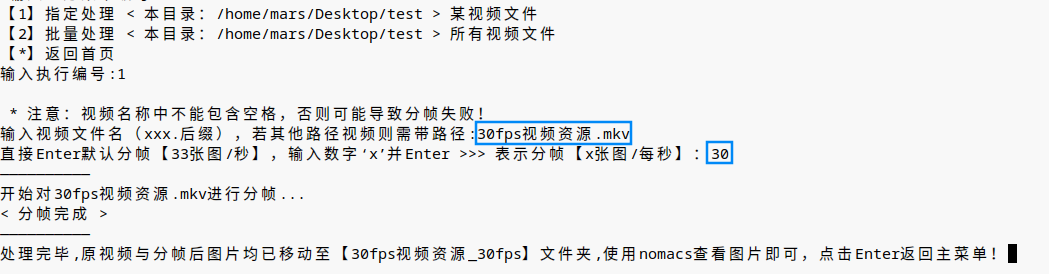 【1】指定处理 < 本目录: /home/mars/Desktop/test > 某视频文件
【2】批量处理 < 本目录: /home/mars/Desktop/test > 所有视频文件
【*】返回首页
输入执行编号:1
* 注意: 视频名称中不能包含空格, 否则可能导致分帧失败!
输入视频文件名（xxx.后缀）, 若其他路径视频则需带路径:30fps视频资源.mkv
直接Enter默认分帧【33张图/秒】, 输入数字‘x’并Enter >>> 表示分帧【x张图/每秒】: 30
——————————
开始对30fps视频资源.mkv进行分帧...
< 分帧完成 >
——————————
处理完毕,原视频与分帧后图片均已移动至【30fps视频资源_30fps】文件夹,使用nomacs查看图片即可, 点击Enter返回主菜单!